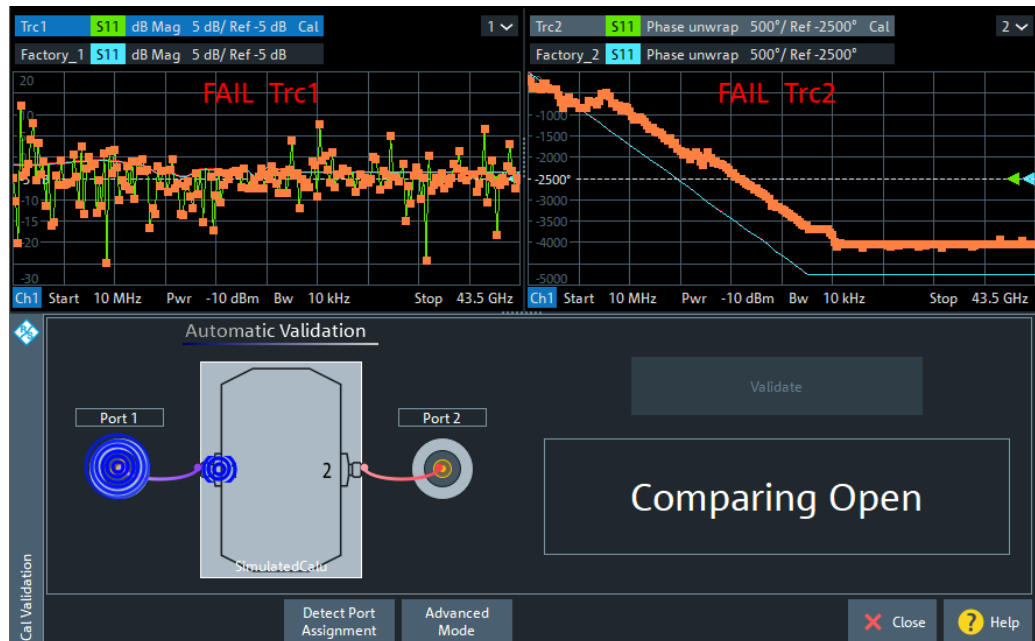 Trc1 S11 dB Mag 5 dB/ Ref -5 dB Cal 1
Factory_1 S11 dB Mag 5 dB/ Ref -5 dB
20
FAIL Trc1
-10
-20
-30
Ch1 Start 10 MHz Pwr -10 dBm Bw 10 kHz Stop 43.5 GHz
Trc2 S11 Phase unwrap 500°/ Ref -2500° Cal 2
Factory_2 S11 Phase unwrap 500°/ Ref -2500°
FAIL Trc2
-1000
-1500
-2000
-2500°
-3000
-3500
-4000
-5000
Ch1 Start 10 MHz Pwr -10 dBm Bw 10 kHz Stop 43.5 GHz
Cal Validation
Automatic Validation
Port 1
Port 2
2
SimulatedCalu
Validate
Comparing Open
Detect Port
Assignment
Advanced
Mode
Close
? Help